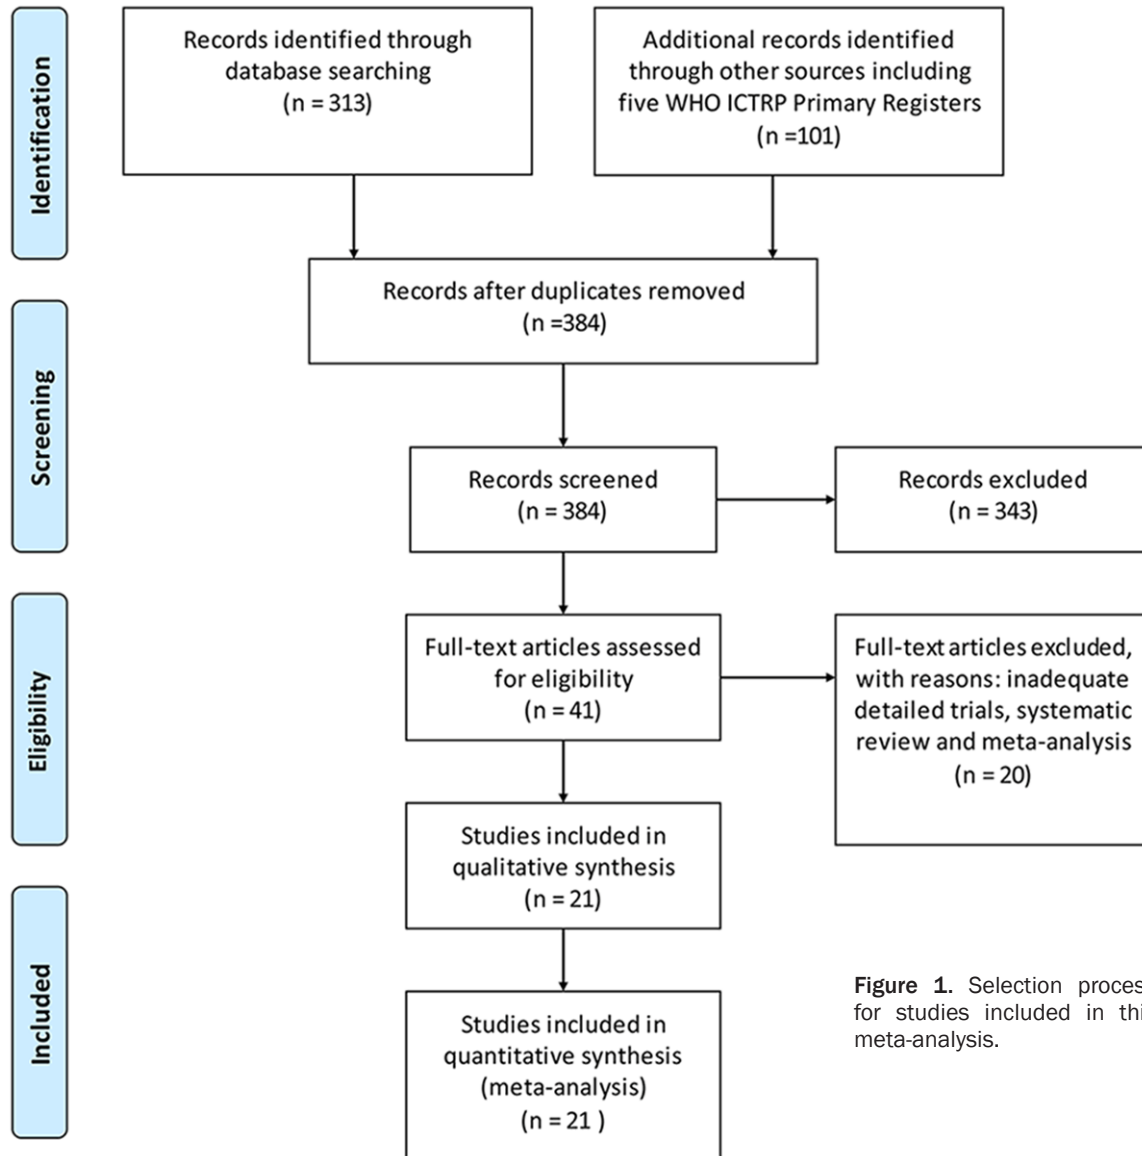 Identification
Records identified through
database searching
(n = 313)
Additional records identified
through other sources including
five WHO ICTRP Primary Registers
(n =101)
Records after duplicates removed
(n =384)
Screening
Records screened
(n = 384)
Records excluded
(n = 343)
Eligibility
Full-text articles assessed
for eligibility
(n = 41)
Full-text articles excluded,
with reasons: inadequate
detailed trials, systematic
review and meta-analysis
(n = 20)
Studies included in
qualitative synthesis
(n = 21)
Included
Studies included in
quantitative synthesis
(meta-analysis)
(n = 21 )
Figure 1. Selection proces
for studies included in thi
meta-analysis.